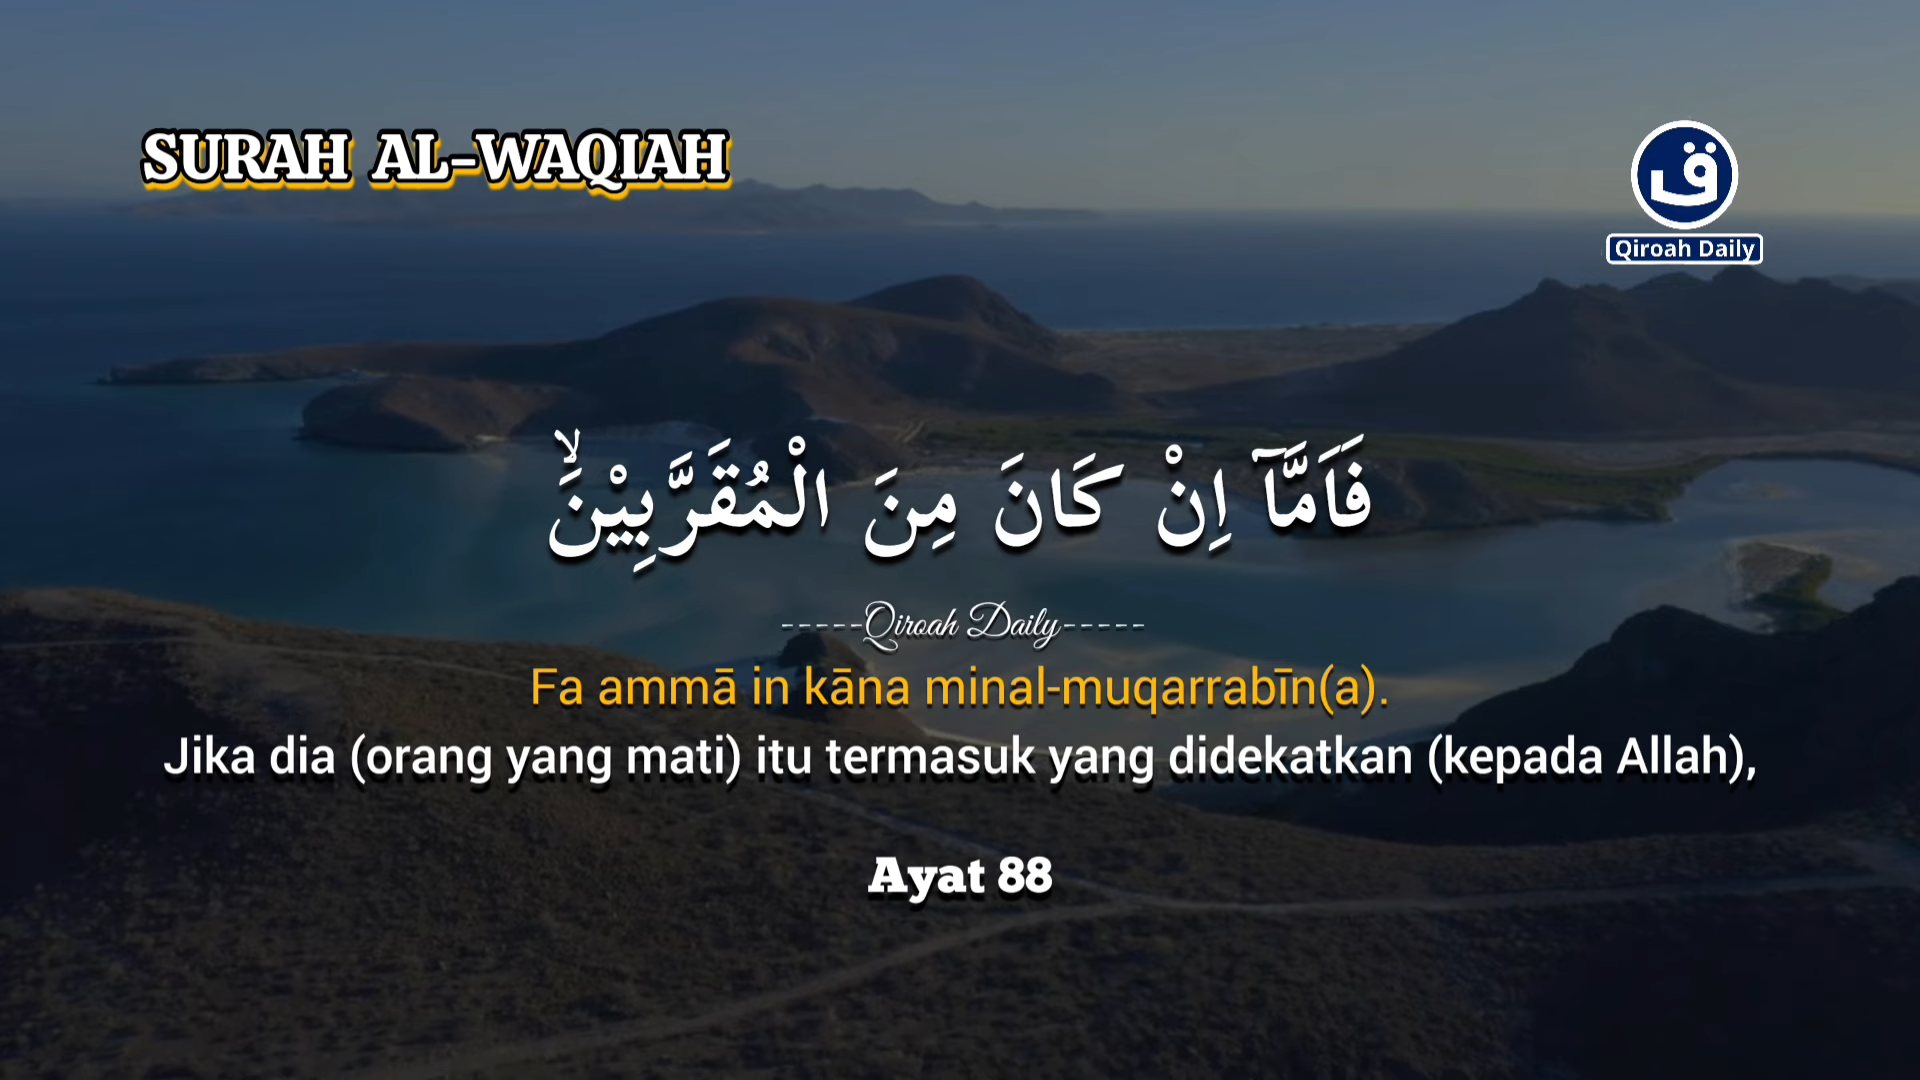 SURAH AL-WAQIAH
ق
Qiroah Daily
فَاَمَّآ اِنْ كَانَ مِنَ الْمُقَرَّبِيْنَۙ
-----Qiroah Daily-----
Fa ammā in kāna minal-muqarrabīn(a).
Jika dia (orang yang mati) itu termasuk yang didekatkan (kepada Allah),
Ayat 88